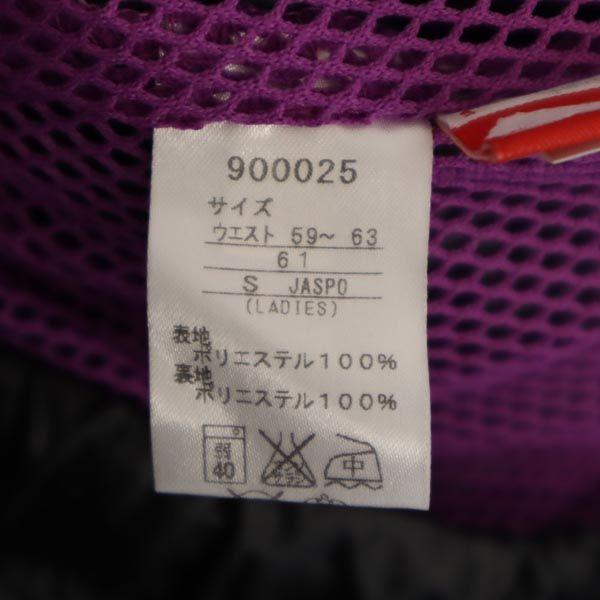 900025
サイズ
ウエスト 59～ 63
61
S JASPO
(LADIES)
表地
ポリエステル100%
裏地
ポリエステル100%
弱 中
40